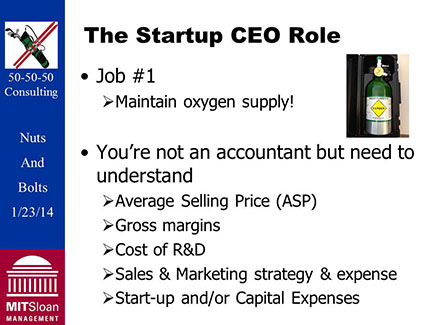 The Startup CEO Role
50-50-50
Consulting
Nuts
And
Bolts
1/23/14
MITSloan
MANAGEMENT
• Job #1
➢Maintain oxygen supply!
• You're not an accountant but need to
understand
➢Average Selling Price (ASP)
➢Gross margins
➢Cost of R&D
➢Sales & Marketing strategy & expense
➢Start-up and/or Capital Expenses